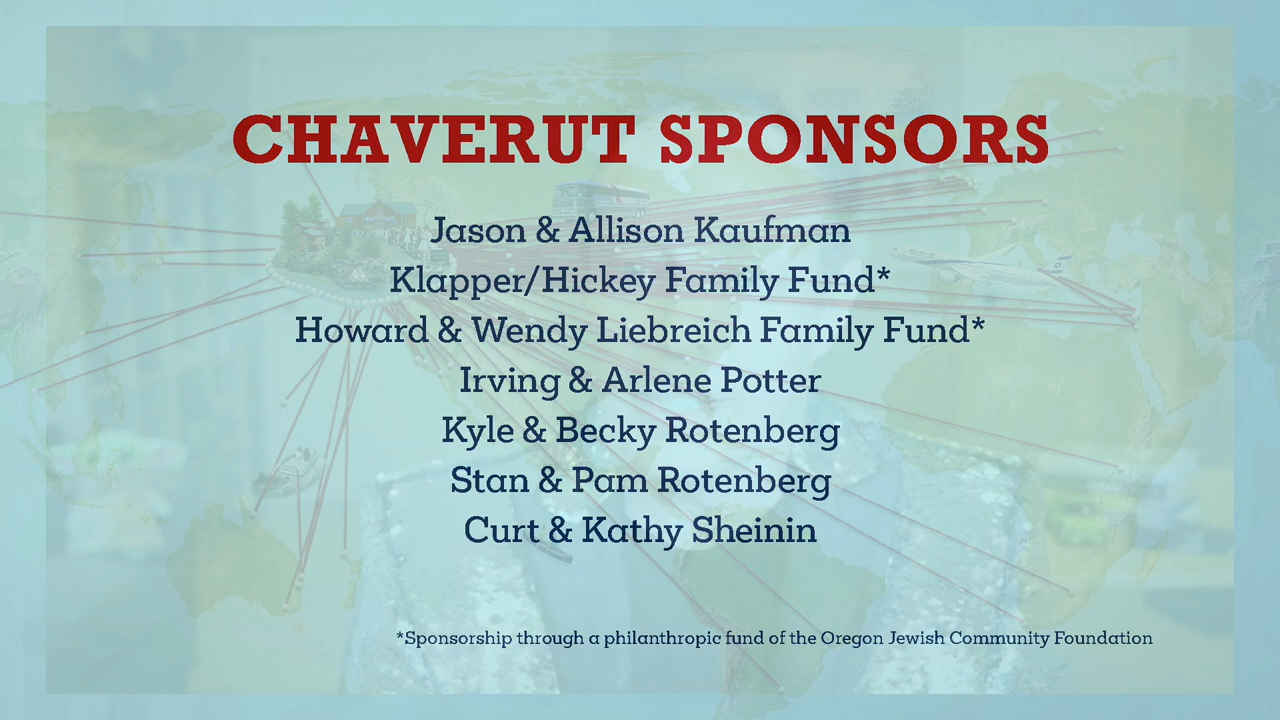 CHAVERUT SPONSORS
Jason & Allison Kaufman
Klapper/Hickey Family Fund*
Howard & Wendy Liebreich Family Fund*
Irving & Arlene Potter
Kyle & Becky Rotenberg
Stan & Pam Rotenberg
Curt & Kathy Sheinin
*Sponsorship through a philanthropic fund of the Oregon Jewish Community Foundation